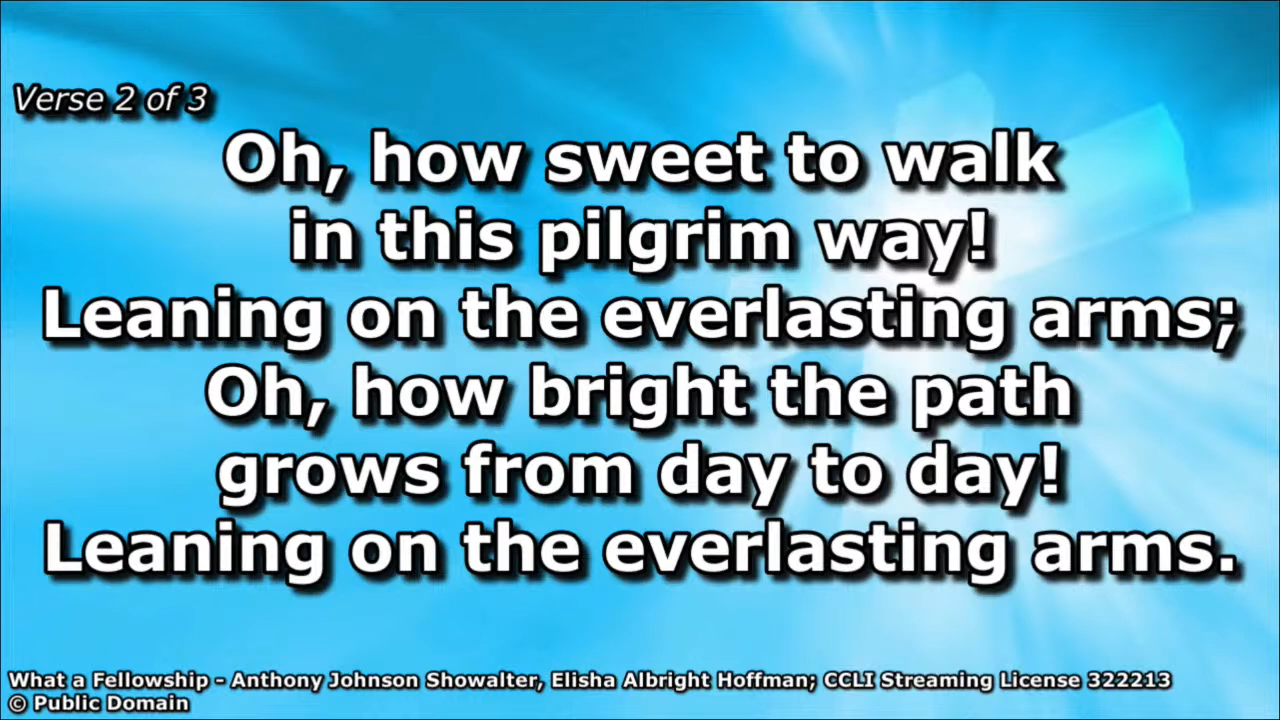 Verse 2 of 3
Oh, how sweet to walk
in this pilgrim way!
Leaning on the everlasting arms;
Oh, how bright the path
grows from day to day!
Leaning on the everlasting arms.
What a Fellowship - Anthony Johnson Showalter, Elisha Albright Hoffman; CCLI Streaming License 322213
© Public Domain